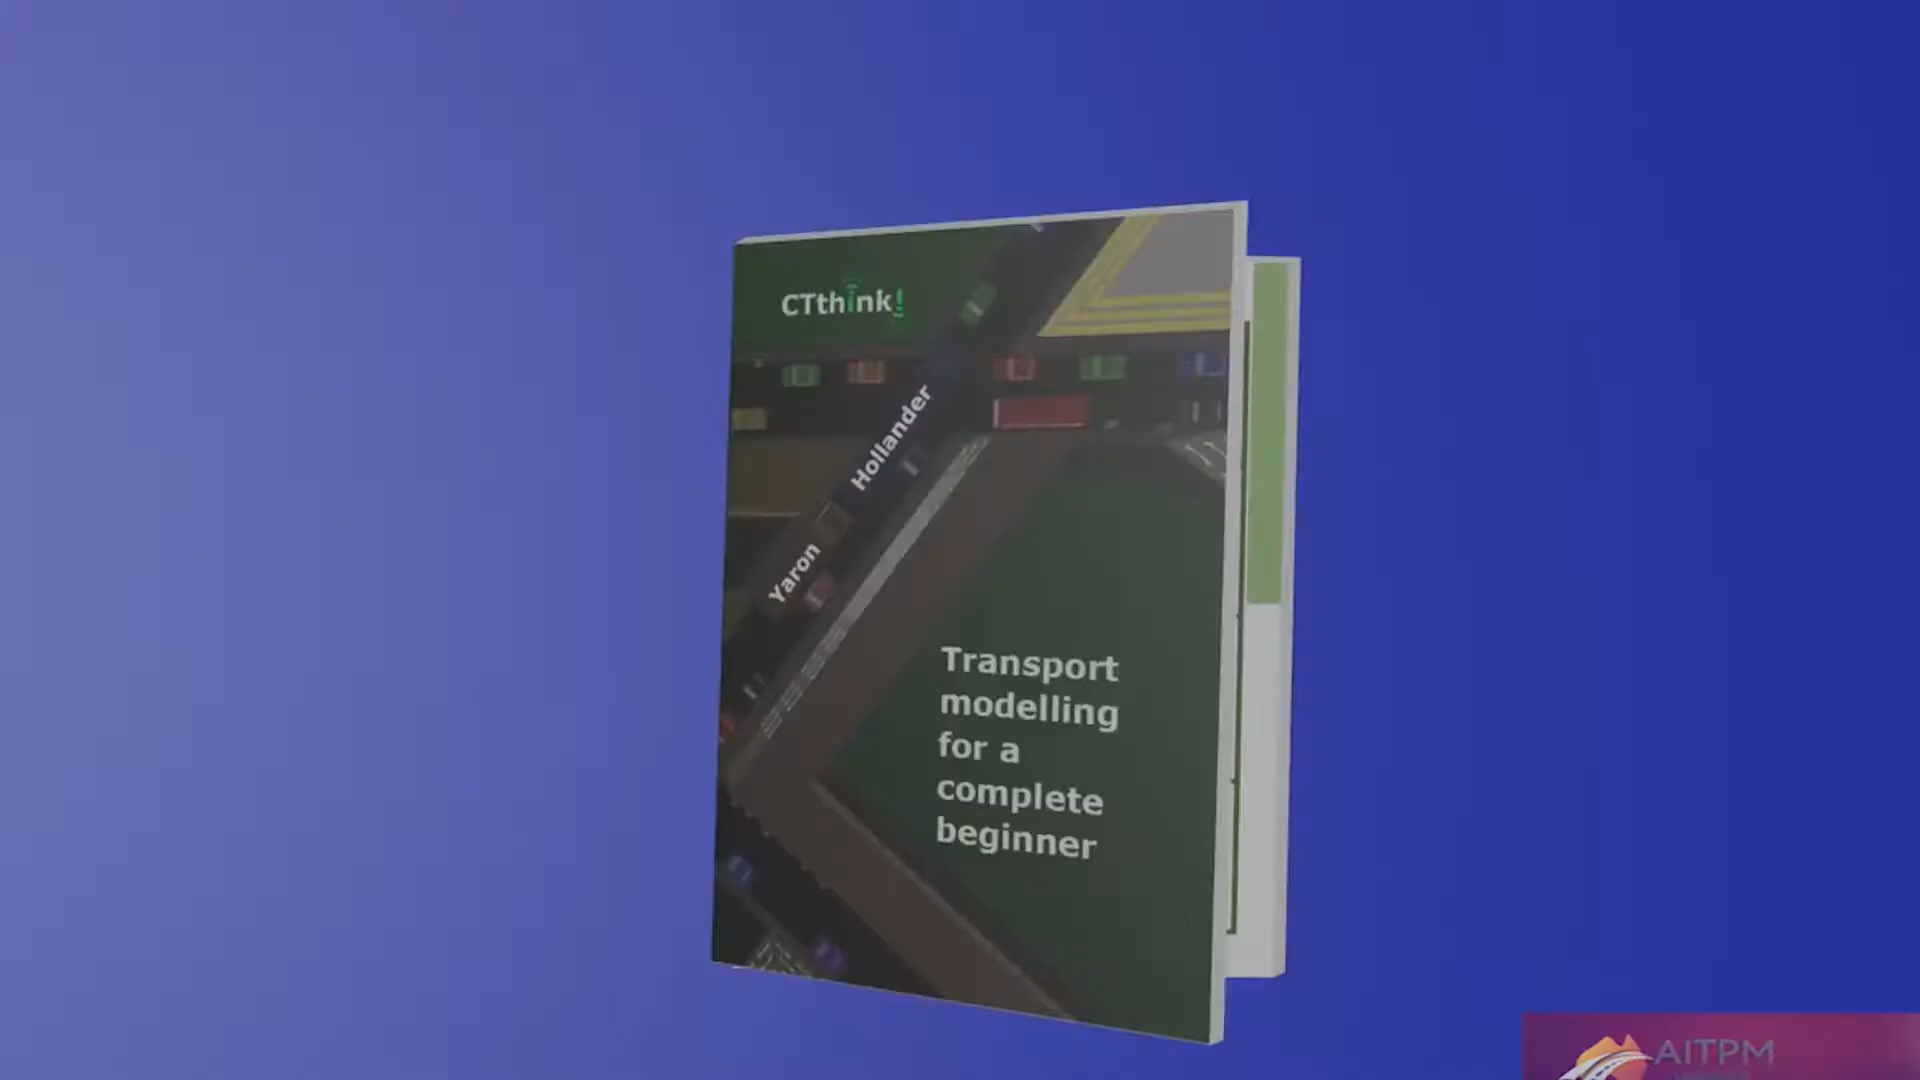 CTthink!
Yaron Hollander
Transport
modelling
for a
complete
beginner
AITPM